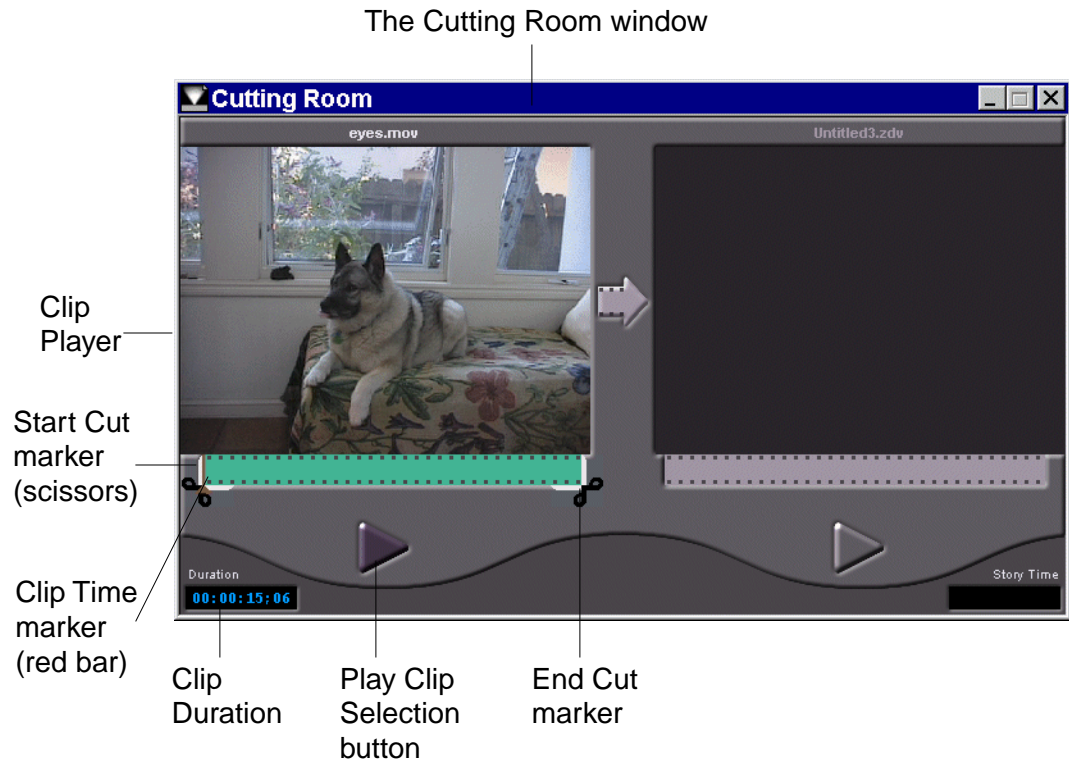 The Cutting Room window
Cutting Room
eyes.mov
Untitled3.zdv
Clip
Player
Start Cut
marker
(scissors)
Clip Time
marker
(red bar)
Duration
00:00:15;06
Story Time
Clip
Duration
Play Clip
Selection
button
End Cut
marker